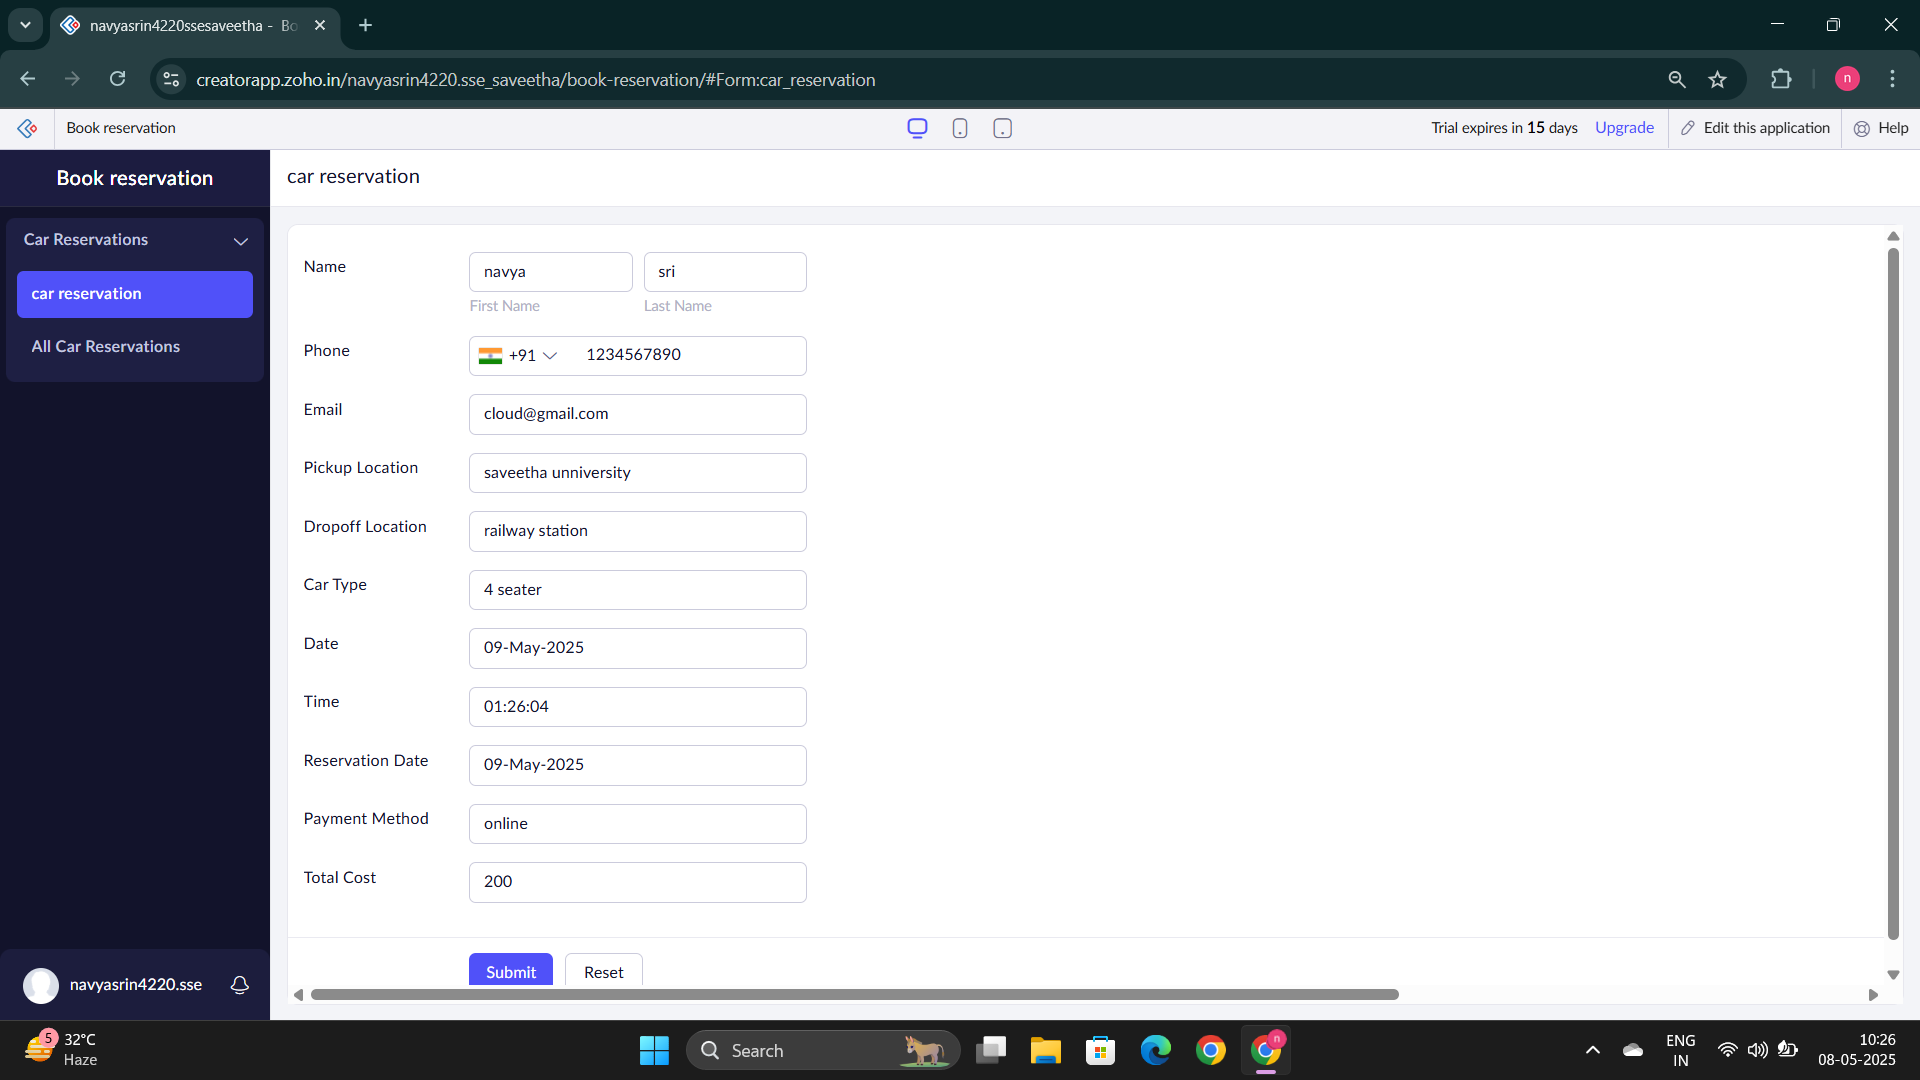 navyasrin4220ssesaveetha - Bo
creatorapp.zoho.in/navyasrin4220.sse_saveetha/book-reservation/#Form:car_reservation
n
Book reservation
Trial expires in 15 days
Upgrade
Edit this application
Help
Book reservation
Car Reservations
car reservation
All Car Reservations
navyasrin4220.sse
car reservation
Name
navya
sri
First Name
Last Name
Phone
+91
1234567890
Email
cloud@gmail.com
Pickup Location
saveetha unniversity
Dropoff Location
railway station
Car Type
4 seater
Date
09-May-2025
Time
01:26:04
Reservation Date
09-May-2025
Payment Method
online
Total Cost
200
Submit
Reset
5
32°C
Haze
Search
n
ENG
IN
10:26
08-05-2025